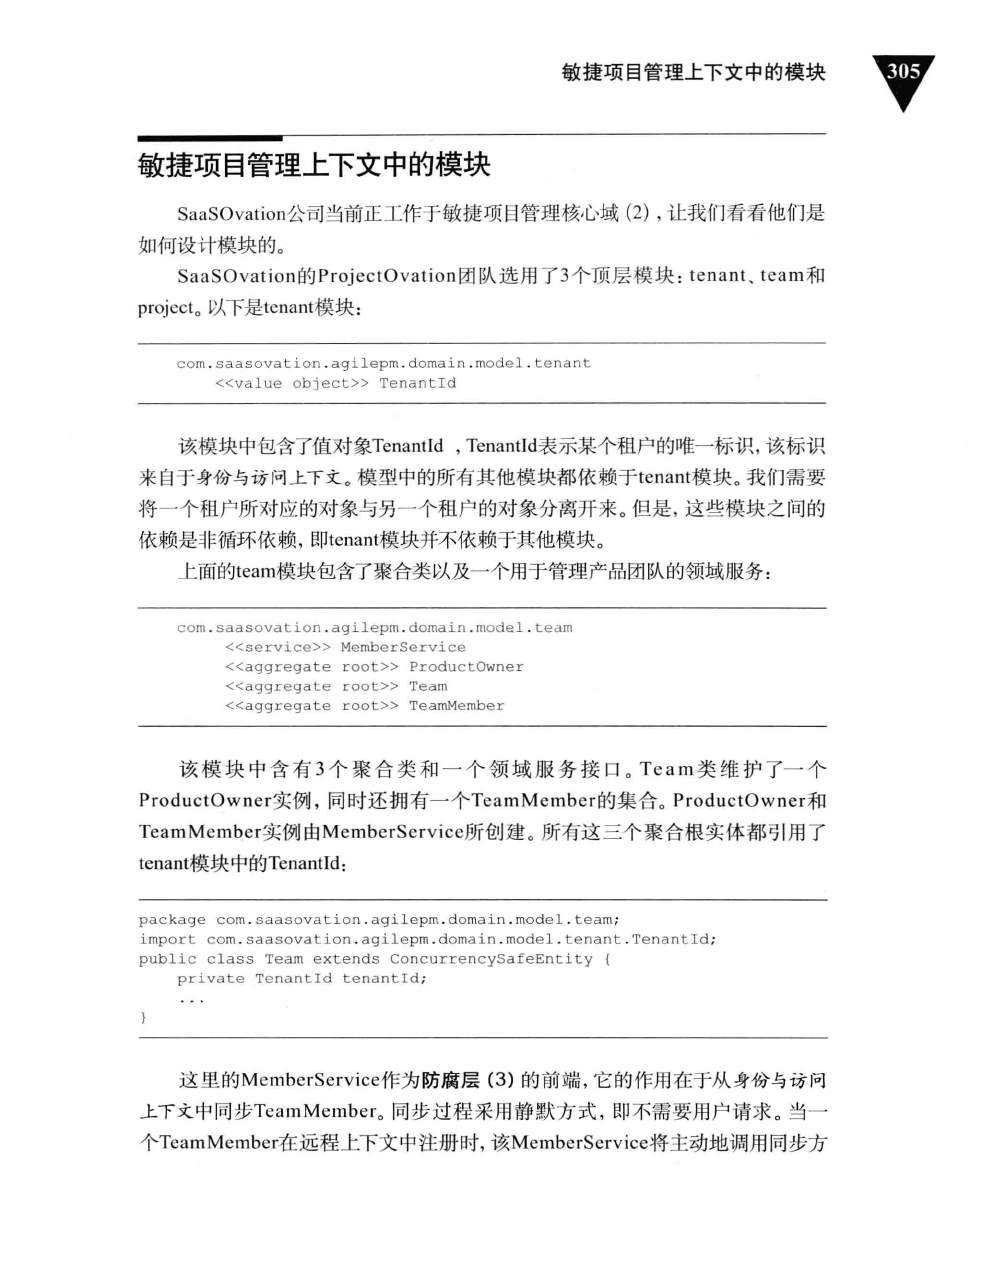 敏捷项目管理上下文中的模块
305
敏捷项目管理上下文中的模块
SaaSOvation公司当前正工作于敏捷项目管理核心域(2),让我们看看他们是
如何设计模块的。
SaaSOvation的ProjectOvation团队选用了3个顶层模块:tenant、team和
project。以下是tenant模块:
com.saasovation.agilepm.domain.model.tenant
<<value object>> TenantId
该模块中包含了值对象TenantId ,TenantId表示某个租户的唯一标识,该标识
来自于身份与访问上下文。模型中的所有其他模块都依赖于tenant模块。我们需要
将一个租户所对应的对象与另一个租户的对象分离开来。但是,这些模块之间的
依赖是非循环依赖,即tenant模块并不依赖于其他模块。
上面的team模块包含了聚合类以及一个用于管理产品团队的领域服务:
com.saasovation.agilepm.domain.model.team
<<service>> MemberService
<<aggregate root>> ProductOwner
<<aggregate root>> Team
<<aggregate root>> TeamMember
该模块中含有3个聚合类和一个领域服务接口。Team类维护了一个
ProductOwner实例,同时还拥有一个TeamMember的集合。ProductOwner和
TeamMember实例由MemberService所创建。所有这三个聚合根实体都引用了
tenant模块中的TenantId:
package com.saasovation.agilepm.domain.model.team;
import com.saasovation.agilepm.domain.model.tenant.TenantId;
public class Team extends ConcurrencySafeEntity {
private TenantId tenantId;
...
}
这里的MemberService作为防腐层(3)的前端,它的作用在于从身份与访问
上下文中同步TeamMember。同步过程采用静默方式,即不需要用户请求。当一
个TeamMember在远程上下文中注册时,该MemberService将主动地调用同步方